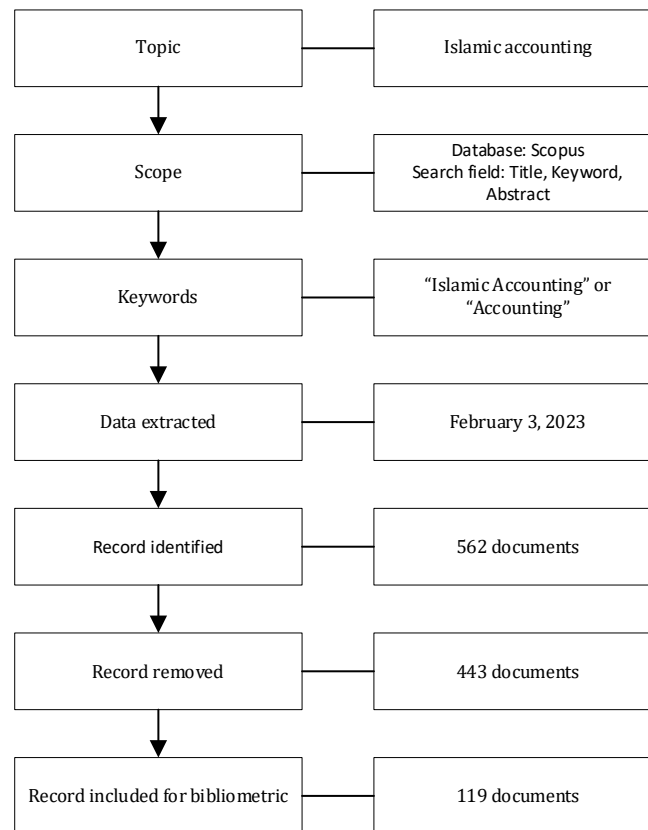 Topic
Islamic accounting
Scope
Database: Scopus
Search field: Title, Keyword,
Abstract
Keywords
“Islamic Accounting” or
“Accounting”
Data extracted
February 3, 2023
Record identified
562 documents
Record removed
443 documents
Record included for bibliometric
119 documents